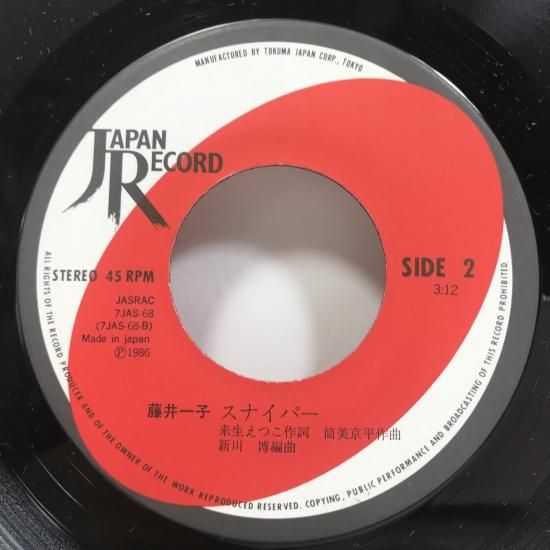 MANUFACTURED BY TOKUMA JAPAN CORP., TOKYO
JAPAN
RECORD
STEREO 45 RPM
SIDE 2
3:12
JASRAC
7JAS-68
(7JAS-68-B)
Made in japan
Ⓟ1986
藤井一子 スナイパー
来生えつこ作詞 筒美京平作曲
新川 博編曲
ALL RIGHTS OF THE RECORD PRODUCER AND OF THE OWNER OF THE WORK REPRODUCED RESERVED. COPYING, PUBLIC PERFORMANCE AND BROADCASTING OF THIS RECORD PROHIBITED.